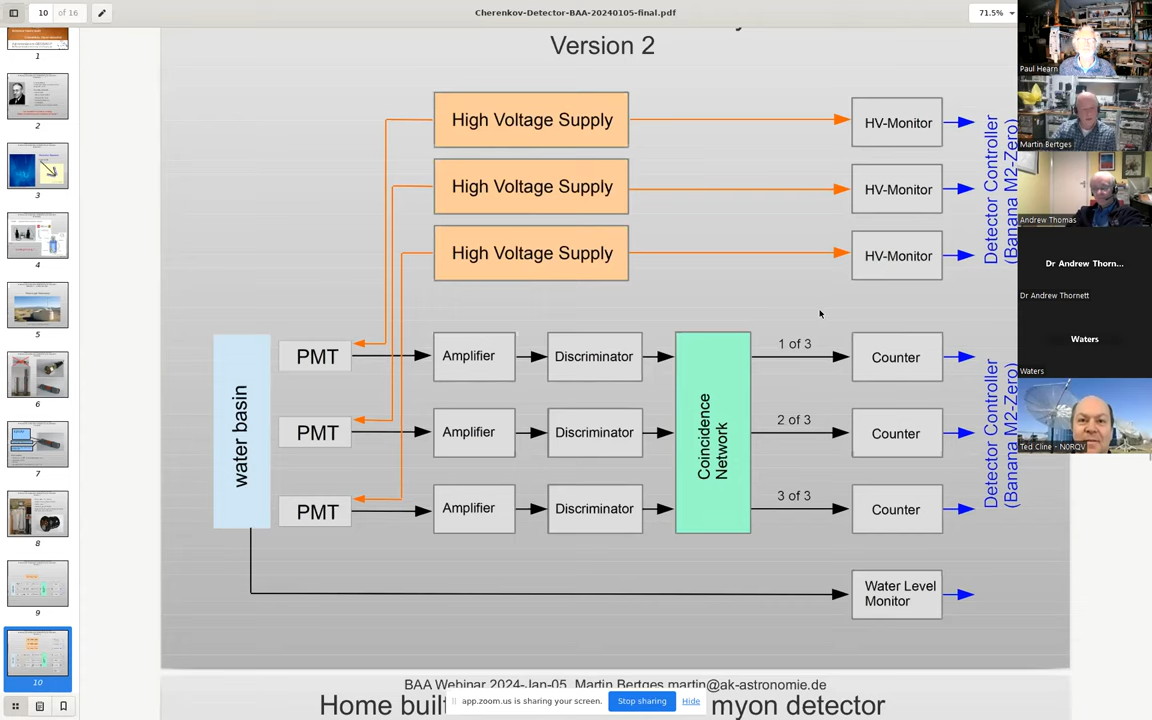 10 of 16
Cherenkov-Detector-BAA-20240105-final.pdf
71.5%
Version 2
High Voltage Supply
HV-Monitor
High Voltage Supply
HV-Monitor
High Voltage Supply
HV-Monitor
Detector Controller
(Banana M2-Zero)
water basin
PMT
Amplifier
Discriminator
1 of 3
Counter
PMT
Amplifier
Discriminator
2 of 3
Counter
PMT
Amplifier
Discriminator
3 of 3
Counter
Coincidence
Network
Detector Controller
(Banana M2-Zero)
Water Level
Monitor
BAA Webinar 2024-Jan-05, Martin Bertges martin@ak-astronomie.de
Home built
myon detector
app.zoom.us is sharing your screen.
Stop sharing
Hide
1
2
3
4
5
6
7
8
9
10
Paul Hearn
Martin Bertges
Andrew Thomas
Dr Andrew Thorn...
Dr Andrew Thornett
Waters
Waters
Ted Cline - N0RQV